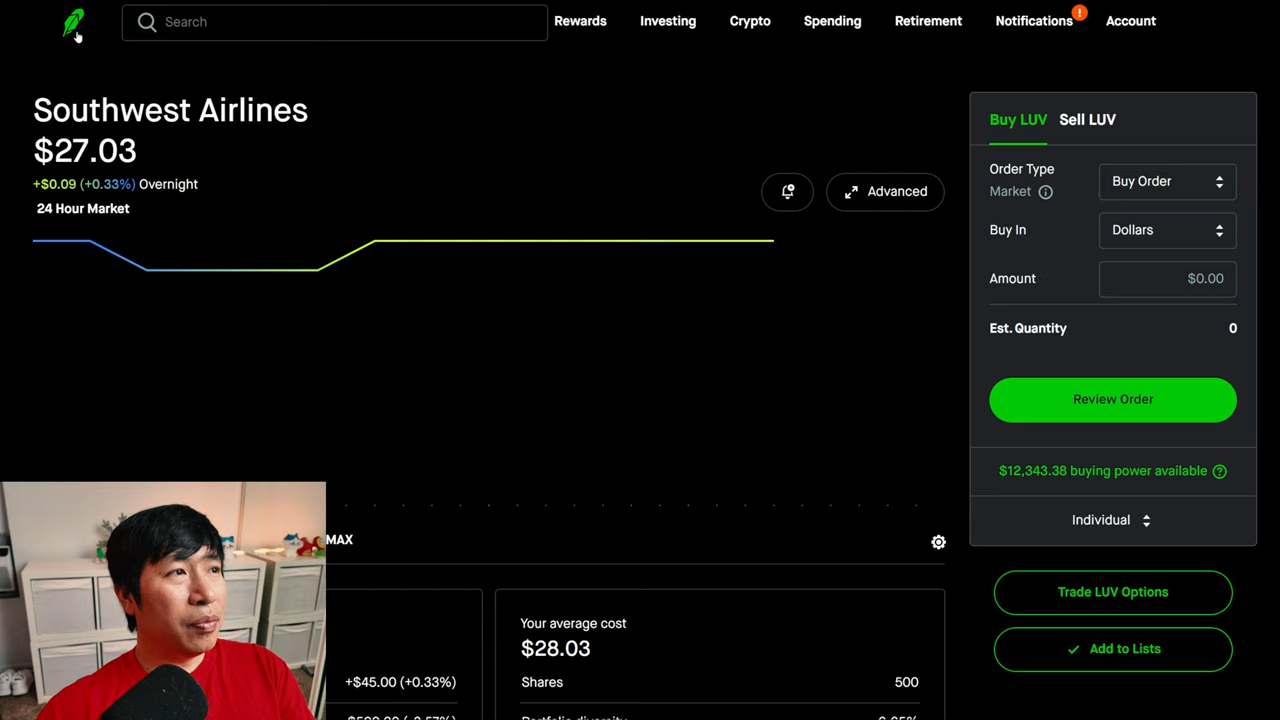 Search
Rewards
Investing
Crypto
Spending
Retirement
Notifications
!
Account
Southwest Airlines
$27.03
+$0.09 (+0.33%) Overnight
24 Hour Market
Advanced
Buy LUV
Sell LUV
Order Type
Market
Buy Order
Buy In
Dollars
Amount
$0.00
Est. Quantity
0
Review Order
$12,343.38 buying power available
Individual
Trade LUV Options
Add to Lists
MAX
+$45.00 (+0.33%)
Your average cost
$28.03
Shares
500
Portfolio diversity